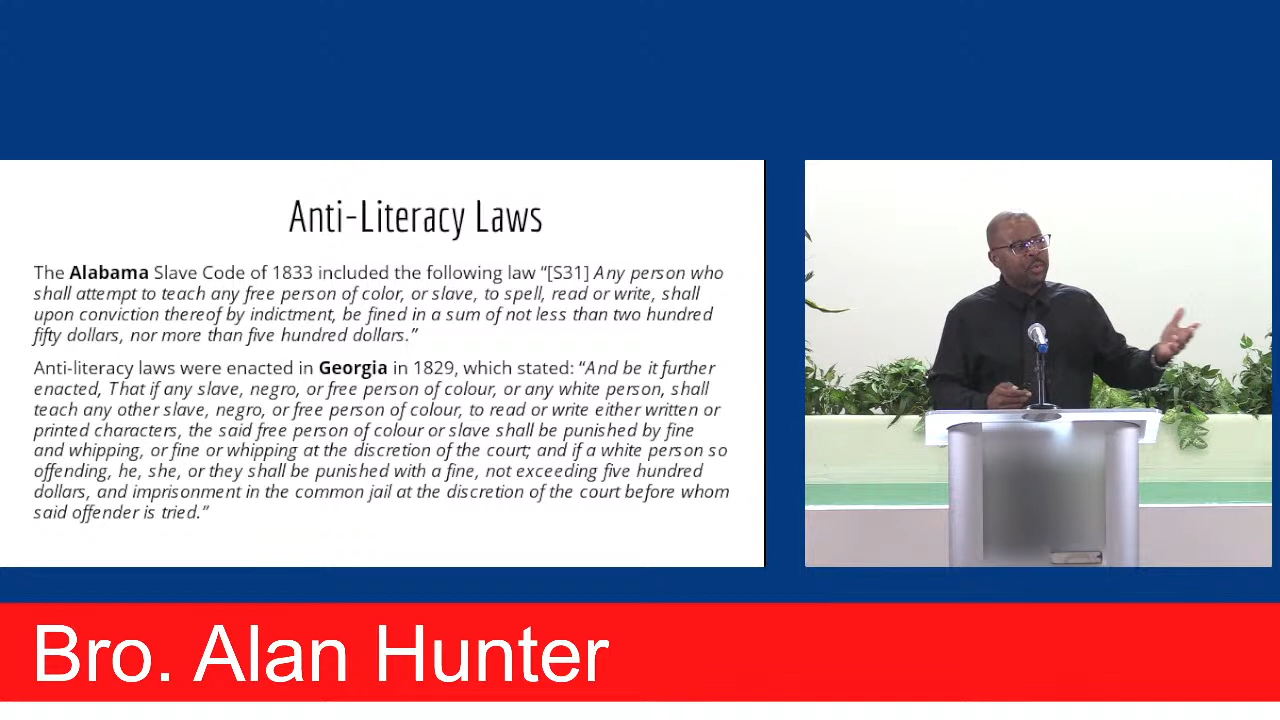 Anti-Literacy Laws
The Alabama Slave Code of 1833 included the following law “[S31] Any person who
shall attempt to teach any free person of color, or slave, to spell, read or write, shall
upon conviction thereof by indictment, be fined in a sum of not less than two hundred
fifty dollars, nor more than five hundred dollars.”
Anti-literacy laws were enacted in Georgia in 1829, which stated: “And be it further
enacted, That if any slave, negro, or free person of colour, or any white person, shall
teach any other slave, negro, or free person of colour, to read or write either written or
printed characters, the said free person of colour or slave shall be punished by fine
and whipping, or fine or whipping at the discretion of the court; and if a white person so
offending, he, she, or they shall be punished with a fine, not exceeding five hundred
dollars, and imprisonment in the common jail at the discretion of the court before whom
said offender is tried.”
Bro. Alan Hunter